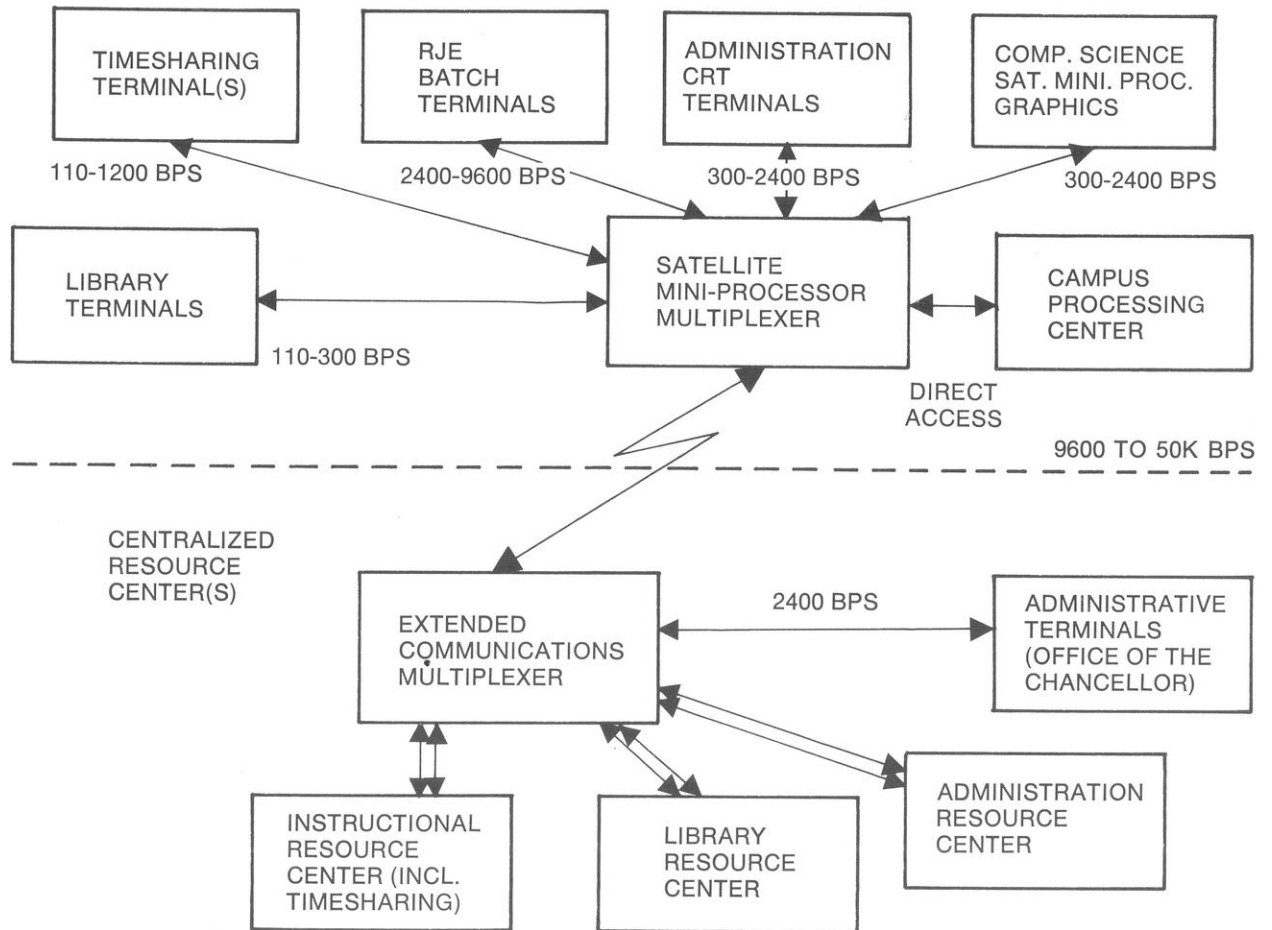 TIMESHARING
TERMINAL(S)
RJE
BATCH
TERMINALS
ADMINISTRATION
CRT
TERMINALS
COMP. SCIENCE
SAT. MINI. PROC.
GRAPHICS
110-1200 BPS
2400-9600 BPS
300-2400 BPS
300-2400 BPS
LIBRARY
TERMINALS
110-300 BPS
SATELLITE
MINI-PROCESSOR
MULTIPLEXER
CAMPUS
PROCESSING
CENTER
DIRECT
ACCESS
9600 TO 50K BPS
CENTRALIZED
RESOURCE
CENTER(S)
EXTENDED
COMMUNICATIONS
MULTIPLEXER
2400 BPS
ADMINISTRATIVE
TERMINALS
(OFFICE OF THE
CHANCELLOR)
INSTRUCTIONAL
RESOURCE
CENTER (INCL.
TIMESHARING)
LIBRARY
RESOURCE
CENTER
ADMINISTRATION
RESOURCE
CENTER